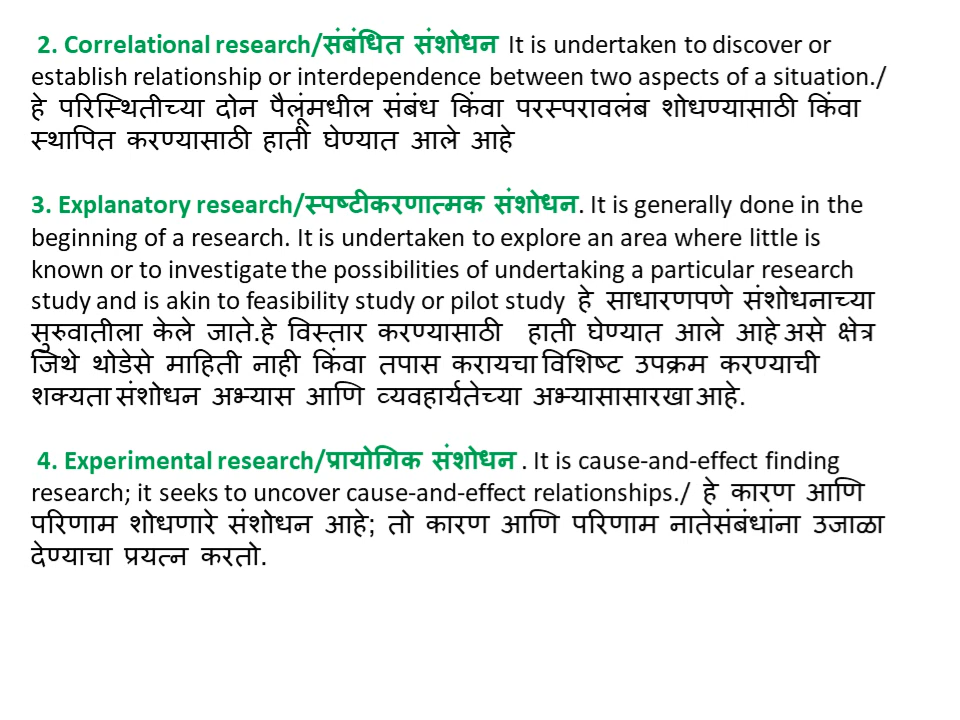 2. Correlational research/संबंधित संशोधन It is undertaken to discover or
establish relationship or interdependence between two aspects of a situation./
हे परिस्थितीच्या दोन पैलूंमधील संबंध किंवा परस्परावलंब शोधण्यासाठी किंवा
स्थापित करण्यासाठी हाती घेण्यात आले आहे
3. Explanatory research/स्पष्टीकरणात्मक संशोधन. It is generally done in the
beginning of a research. It is undertaken to explore an area where little is
known or to investigate the possibilities of undertaking a particular research
study and is akin to feasibility study or pilot study हे साधारणपणे संशोधनाच्या
सुरुवातीला केले जाते.हे विस्तार करण्यासाठी हाती घेण्यात आले आहे असे क्षेत्र
जिथे थोडेसे माहिती नाही किंवा तपास करायचा विशिष्ट उपक्रम करण्याची
शक्यता संशोधन अभ्यास आणि व्यवहार्यतेच्या अभ्यासासारखा आहे.
4. Experimental research/प्रायोगिक संशोधन . It is cause-and-effect finding
research; it seeks to uncover cause-and-effect relationships./ हे कारण आणि
परिणाम शोधणारे संशोधन आहे; तो कारण आणि परिणाम नातेसंबंधांना उजाळा
देण्याचा प्रयत्न करतो.